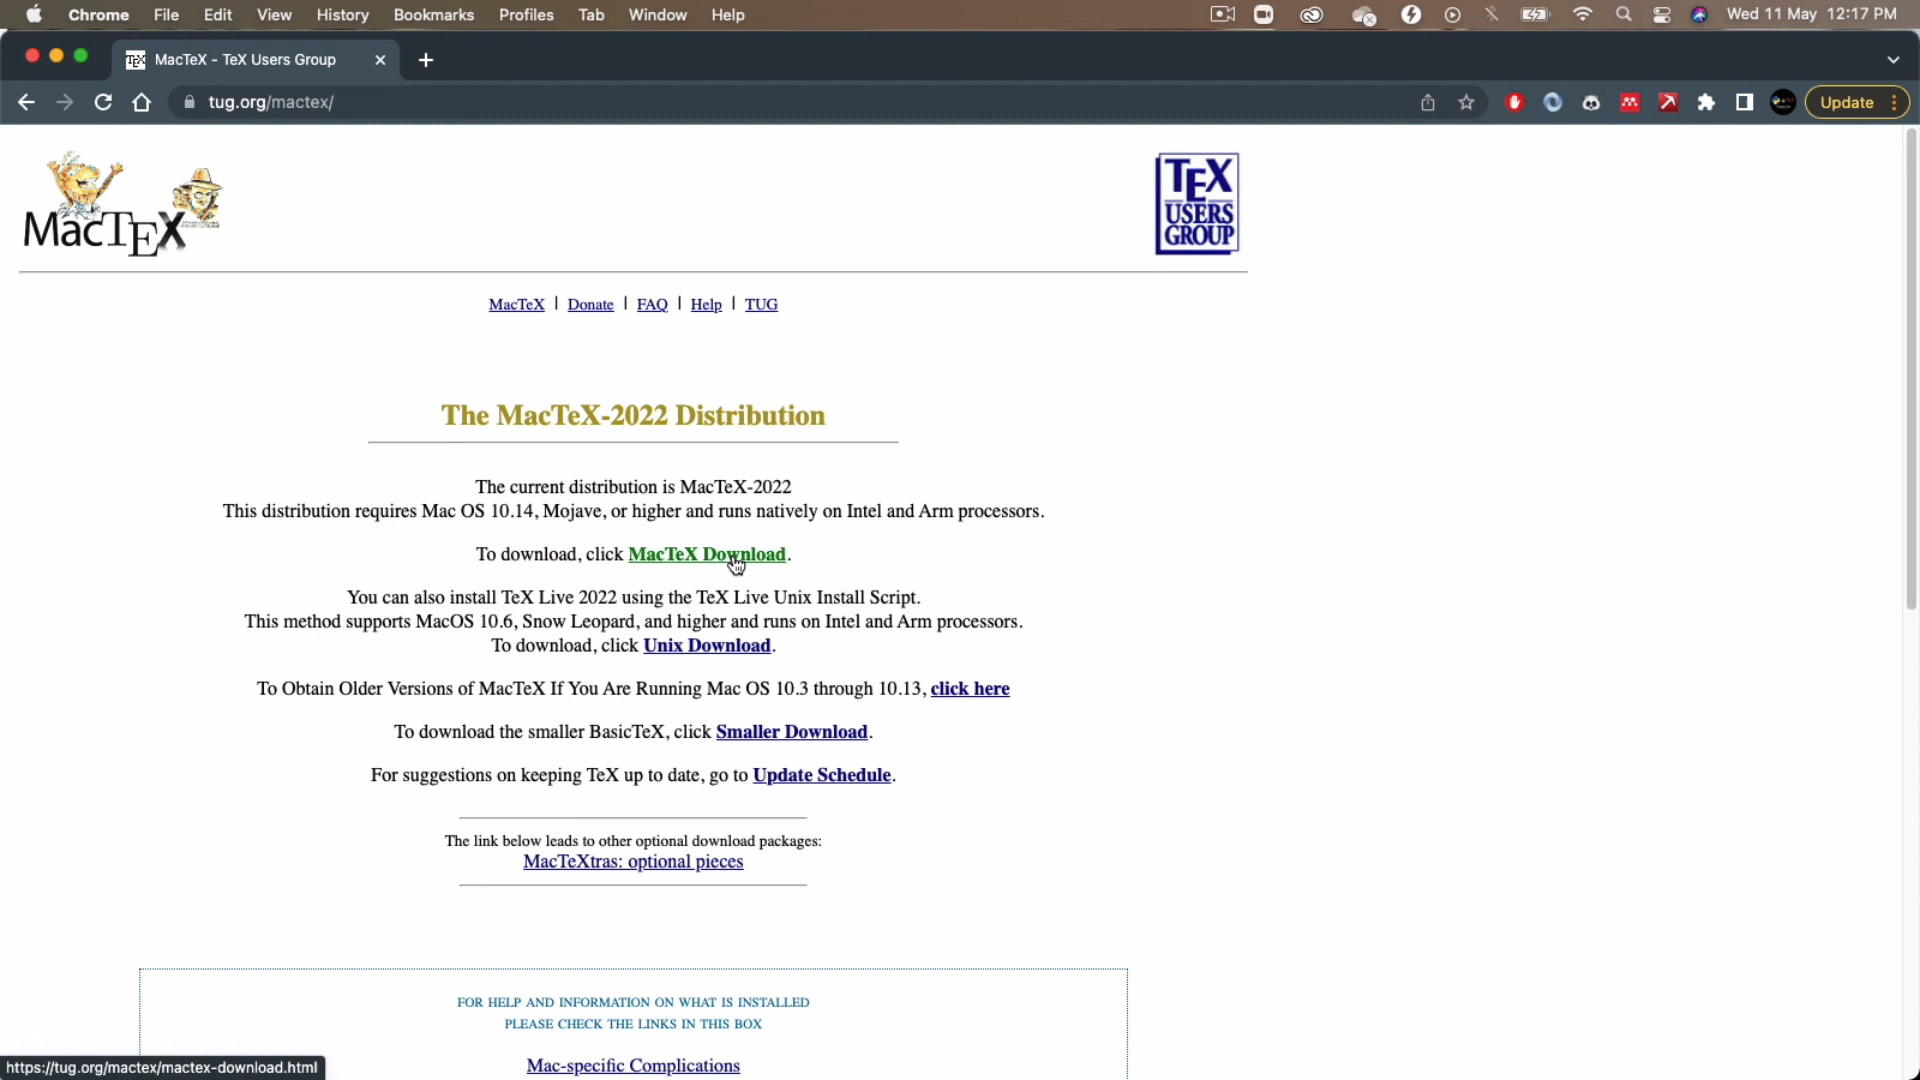 Chrome File Edit View History Bookmarks Profiles Tab Window Help Wed 11 May 12:17 PM
MacTeX - TeX Users Group
tug.org/mactex/
Update
MacTeX
TEX
USERS
GROUP
MacTeX | Donate | FAQ | Help | TUG
The MacTeX-2022 Distribution
The current distribution is MacTeX-2022
This distribution requires Mac OS 10.14, Mojave, or higher and runs natively on Intel and Arm processors.
To download, click MacTeX Download.
You can also install TeX Live 2022 using the TeX Live Unix Install Script.
This method supports MacOS 10.6, Snow Leopard, and higher and runs on Intel and Arm processors.
To download, click Unix Download.
To Obtain Older Versions of MacTeX If You Are Running Mac OS 10.3 through 10.13, click here
To download the smaller BasicTeX, click Smaller Download.
For suggestions on keeping TeX up to date, go to Update Schedule.
The link below leads to other optional download packages:
MacTeXtras: optional pieces
FOR HELP AND INFORMATION ON WHAT IS INSTALLED
PLEASE CHECK THE LINKS IN THIS BOX
Mac-specific Complications
https://tug.org/mactex/mactex-download.html